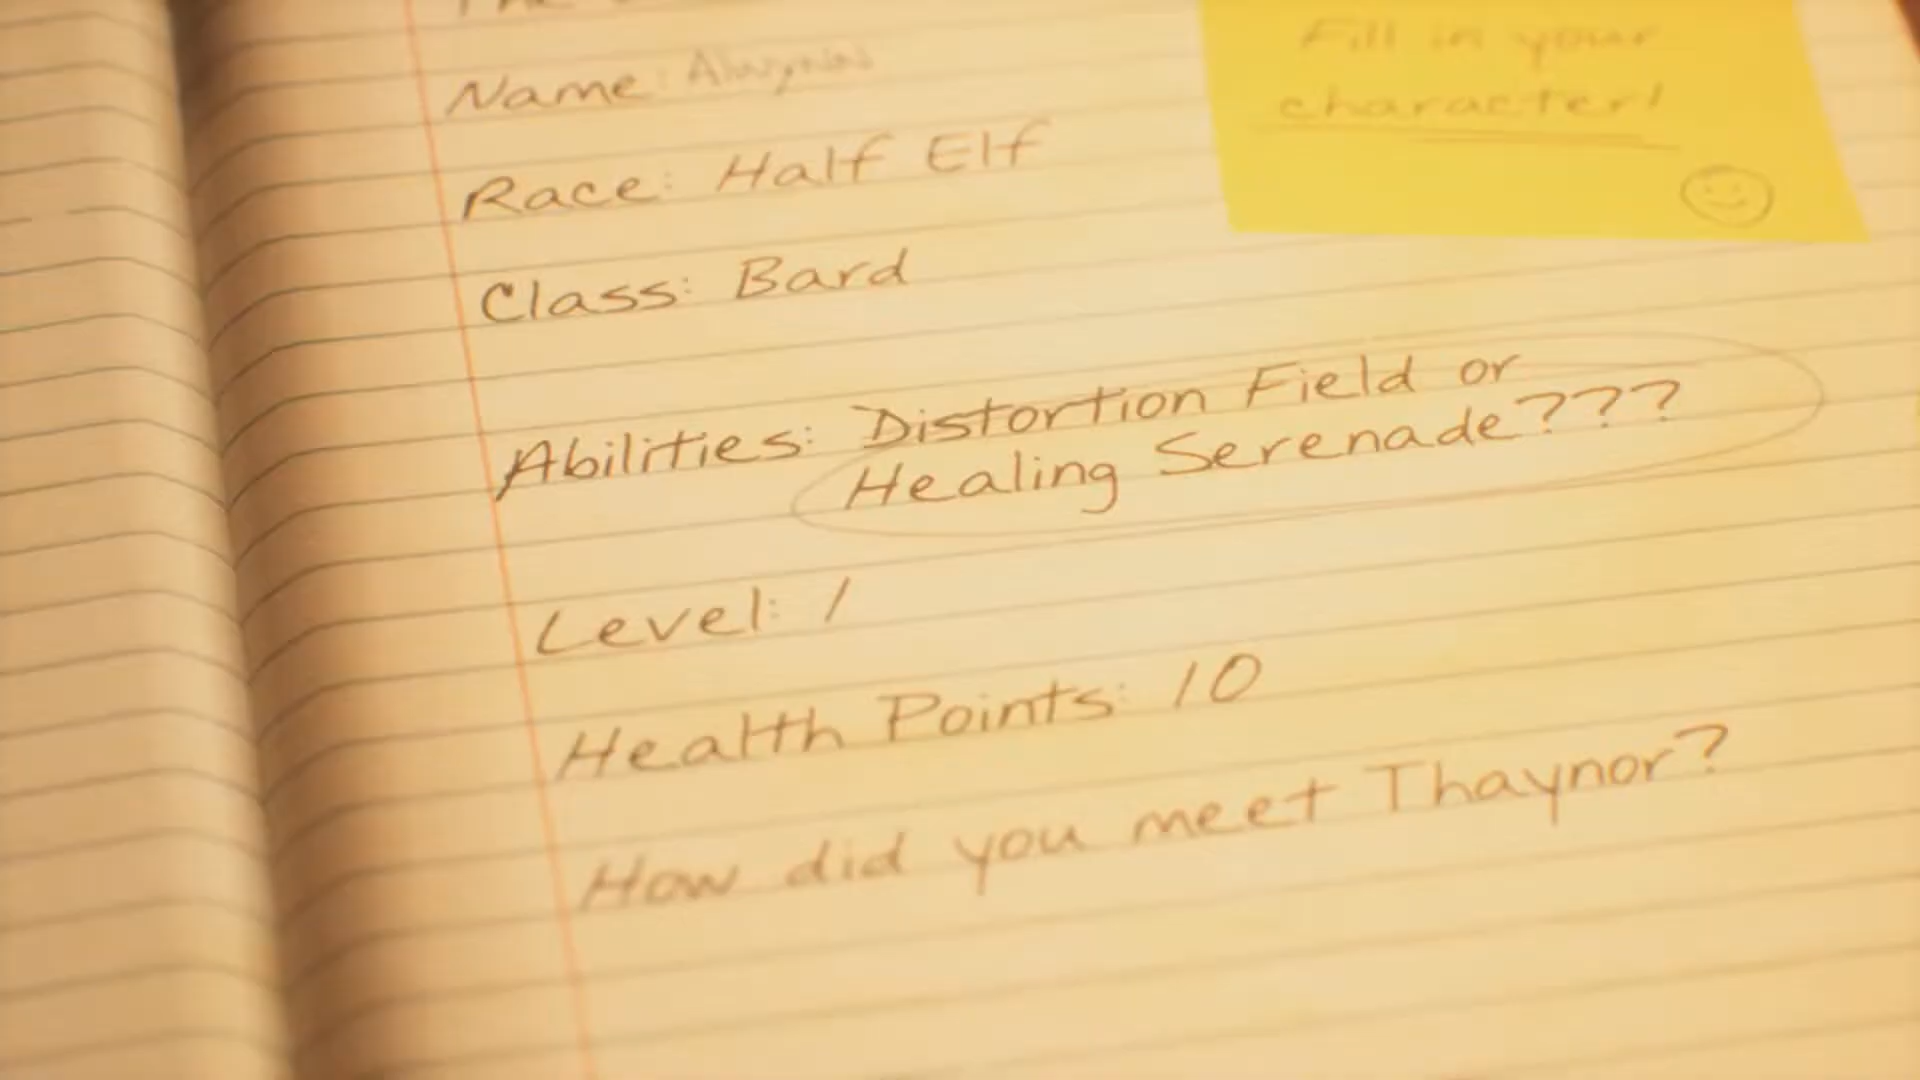 Name:
Race: Half Elf
Class: Bard
Abilities: Distortion Field or
Healing Serenade???
Level: 1
Health Points: 10
How did you meet Thaynor?
Fill in your
character!